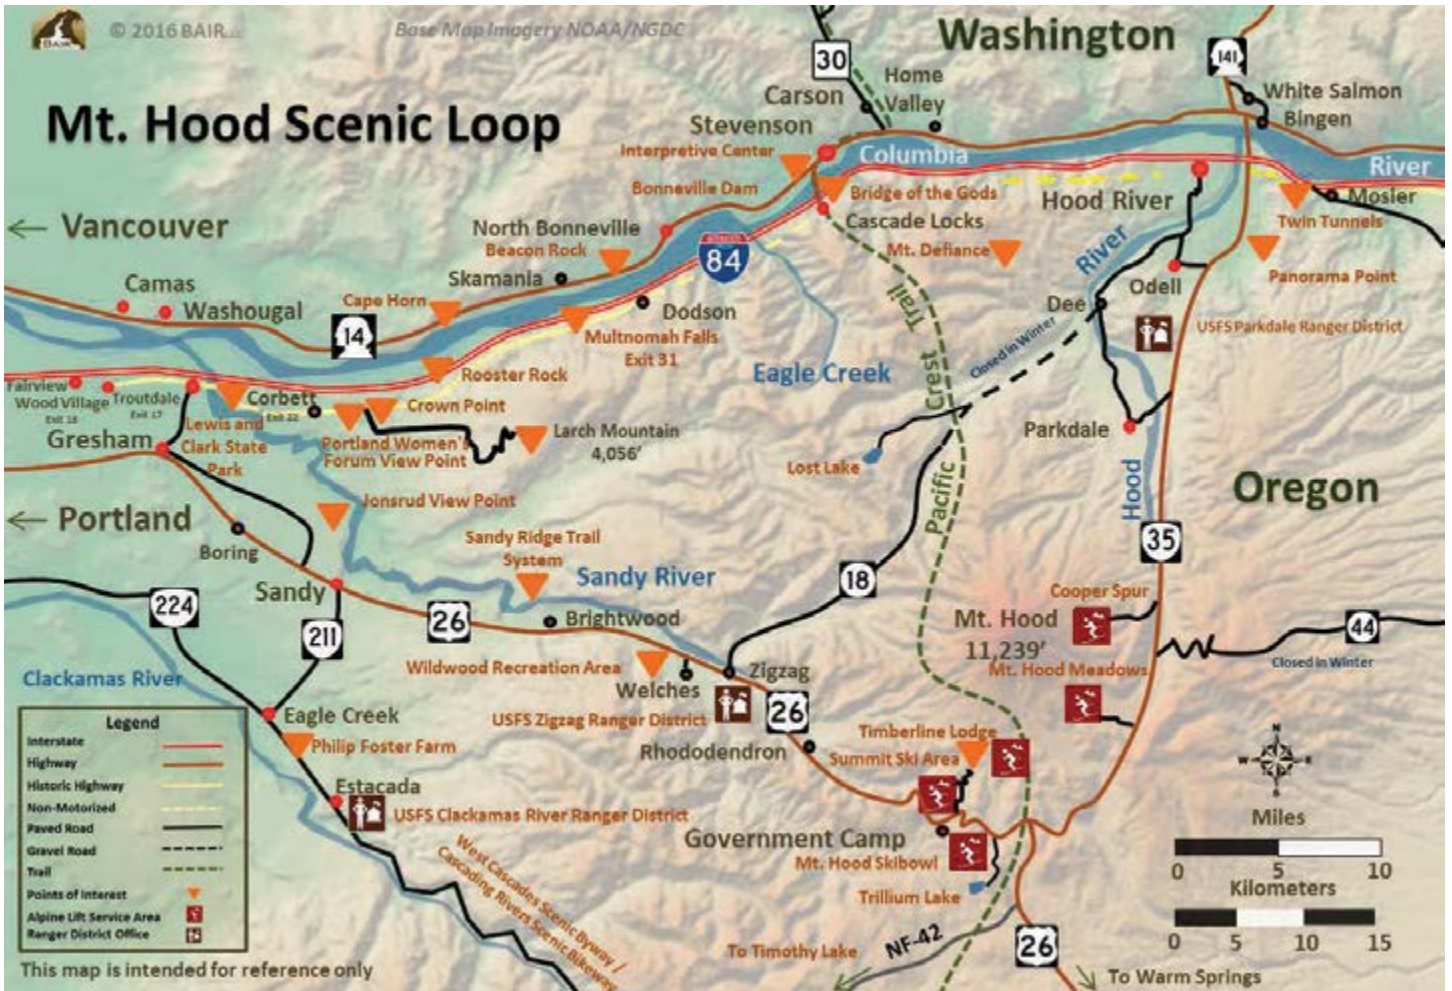 BAIR
© 2016 BAIR LLC
Base Map Imagery NOAA/NGDC
Washington
Mt. Hood Scenic Loop
30
141
Home
Valley
Carson
Stevenson
White Salmon
Bingen
Interpretive Center
Columbia
River
Bonneville Dam
Bridge of the Gods
Hood River
Mosier
Twin Tunnels
Vancouver
North Bonneville
Beacon Rock
Cascade Locks
Mt. Defiance
River
Panorama Point
84
Skamania
Camas
Washougal
Cape Horn
Dodson
Odell
Dee
Trail
14
Multnomah Falls
Exit 31
USFS Parkdale Ranger District
Closed in Winter
Rooster Rock
Eagle Creek
Crest
Fairview
Wood Village
Exit 16
Troutdale
Exit 17
Corbett
Exit 22
Crown Point
Gresham
Lewis and
Clark State
Park
Portland Women's
Forum View Point
Larch Mountain
4,056'
Parkdale
Lost Lake
Pacific
Hood
Oregon
Portland
Jonsrud View Point
Boring
Sandy Ridge Trail
System
35
Sandy River
18
Sandy
224
26
211
Brightwood
Mt. Hood
11,239'
Cooper Spur
44
Closed in Winter
Mt. Hood Meadows
Clackamas River
Wildwood Recreation Area
Zigzag
Welches
USFS Zigzag Ranger District
26
Eagle Creek
Philip Foster Farm
Rhododendron
Timberline Lodge
Summit Ski Area
Estacada
USFS Clackamas River Ranger District
Government Camp
Mt. Hood Skibowl
Trillium Lake
West Cascades Scenic Byway /
Cascading Rivers Scenic Bikeway
To Timothy Lake
NF-42
26
To Warm Springs
Legend
Interstate
Highway
Historic Highway
Non-Motorized
Paved Road
Gravel Road
Trail
Points of Interest
Alpine Lift Service Area
Ranger District Office
This map is intended for reference only
N
W
E
S
Miles
0 5 10
Kilometers
0 5 10 15